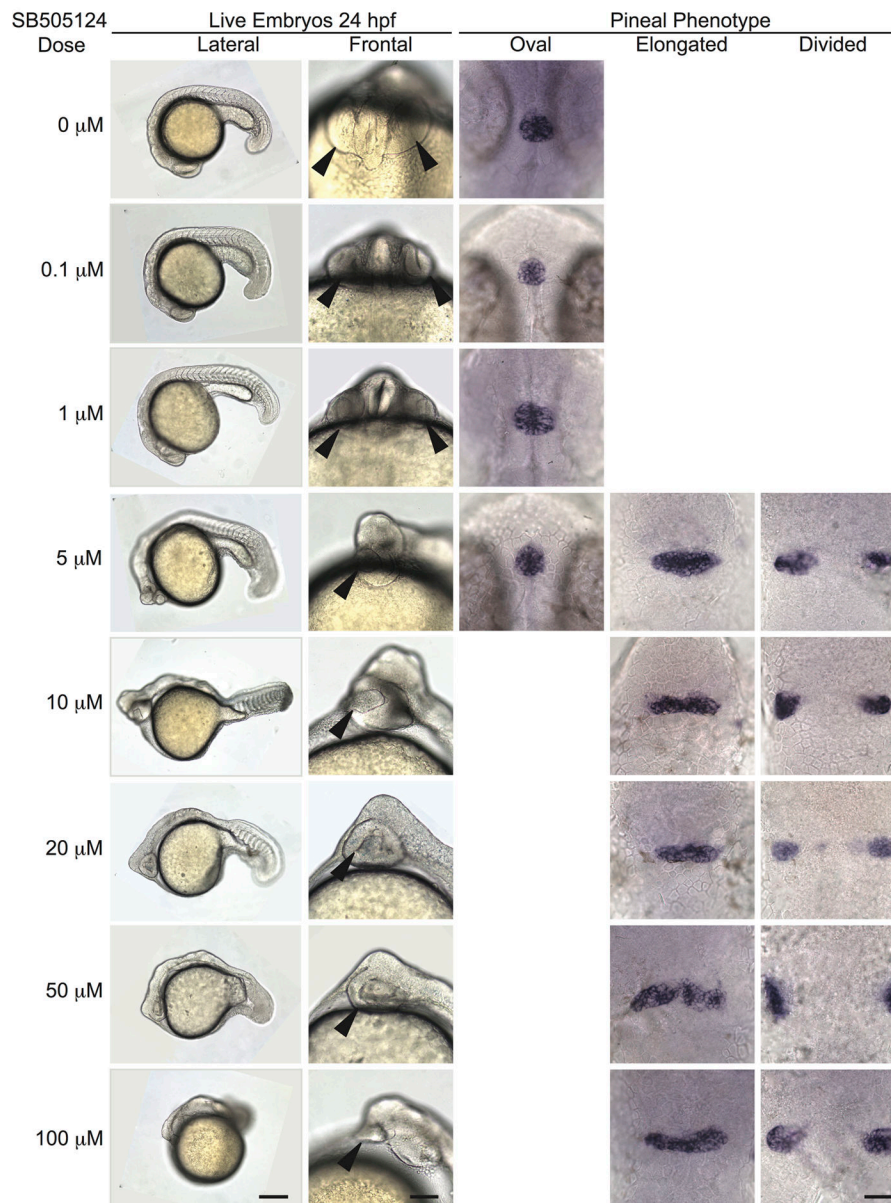 SB505124 Live Embryos 24 hpf Pineal Phenotype
Dose Lateral Frontal Oval Elongated Divided
0 μM
0.1 μM
1 μM
5 μM
10 μM
20 μM
50 μM
100 μM